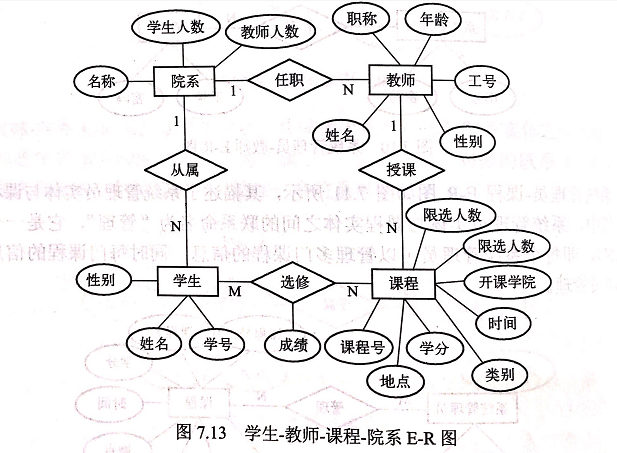 学生人数
教师人数
职称
年龄
名称
院系
1
任职
N
教师
工号
姓名
性别
1
1
从属
授课
限选人数
限选人数
N
N
开课学院
性别
学生
M
选修
N
课程
时间
姓名
学号
成绩
课程号
学分
地点
类别
图 7.13 学生-教师-课程-院系 E-R 图